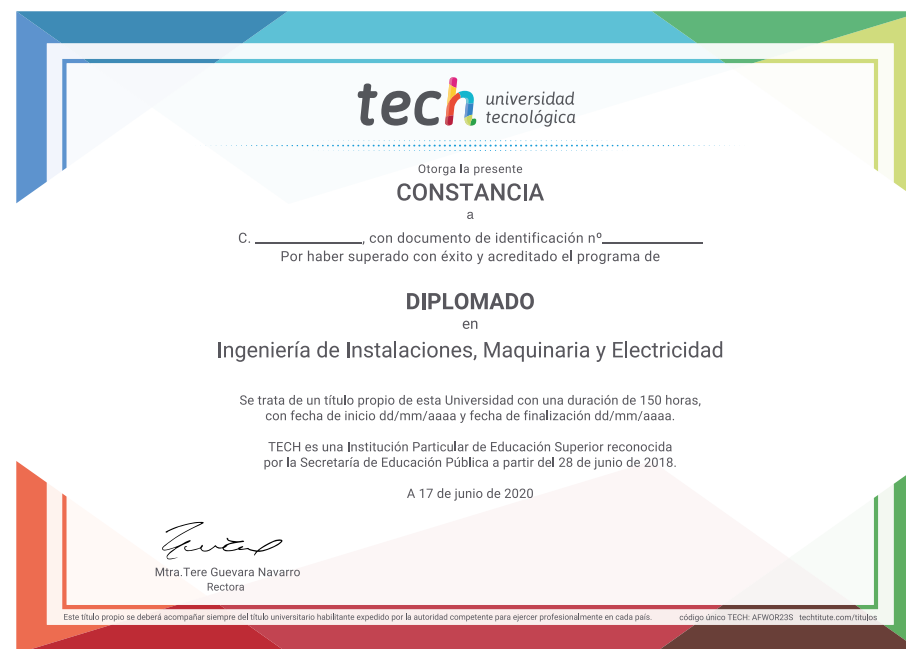 tech universidad
tecnológica
Otorga la presente
CONSTANCIA
a
C. ____________, con documento de identificación nº____________
Por haber superado con éxito y acreditado el programa de
DIPLOMADO
en
Ingeniería de Instalaciones, Maquinaria y Electricidad
Se trata de un título propio de esta Universidad con una duración de 150 horas,
con fecha de inicio dd/mm/aaaa y fecha de finalización dd/mm/aaaa.
TECH es una Institución Particular de Educación Superior reconocida
por la Secretaría de Educación Pública a partir del 28 de junio de 2018.
A 17 de junio de 2020
Mtra.Tere Guevara Navarro
Rectora
Este título propio se deberá acompañar siempre del título universitario habilitante expedido por la autoridad competente para ejercer profesionalmente en cada país. código único TECH: AFWOR23S techtitute.com/titulos